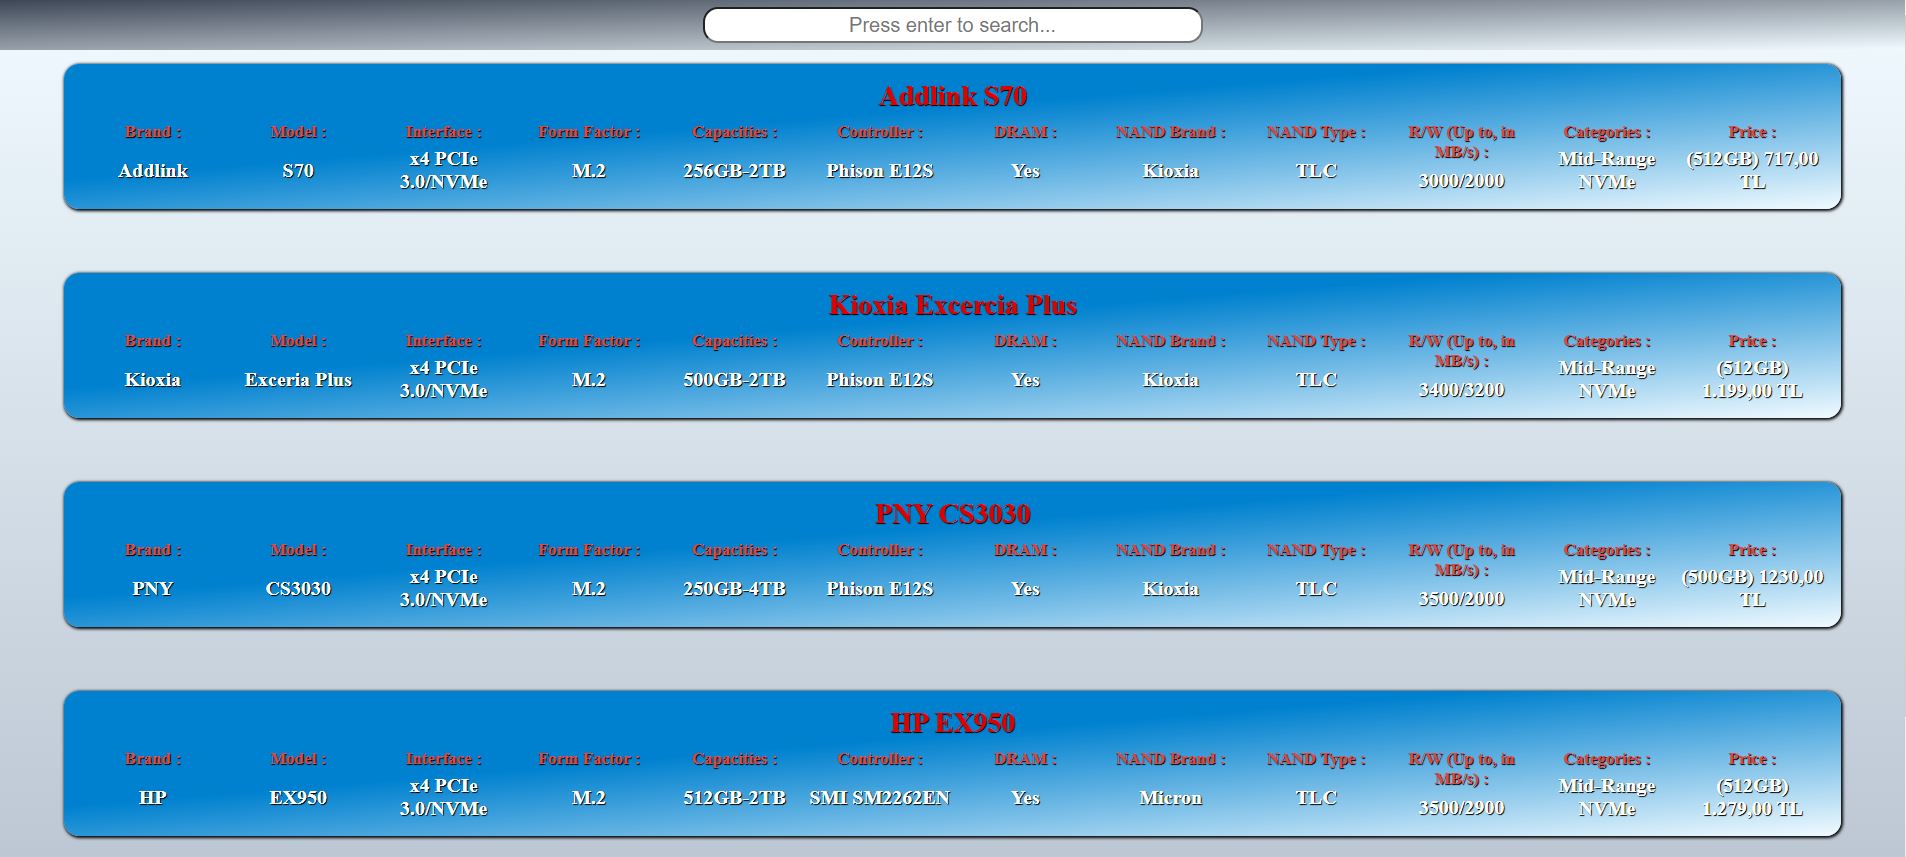 Press enter to search...
Addlink S70
Brand : Model : Interface : Form Factor : Capacities : Controller : DRAM : NAND Brand : NAND Type : R/W (Up to, in MB/s) : Categories : Price :
Addlink S70 x4 PCIe 3.0/NVMe M.2 256GB-2TB Phison E12S Yes Kioxia TLC 3000/2000 Mid-Range NVMe (512GB) 717,00 TL
Kioxia Excercia Plus
Brand : Model : Interface : Form Factor : Capacities : Controller : DRAM : NAND Brand : NAND Type : R/W (Up to, in MB/s) : Categories : Price :
Kioxia Exceria Plus x4 PCIe 3.0/NVMe M.2 500GB-2TB Phison E12S Yes Kioxia TLC 3400/3200 Mid-Range NVMe (512GB) 1.199,00 TL
PNY CS3030
Brand : Model : Interface : Form Factor : Capacities : Controller : DRAM : NAND Brand : NAND Type : R/W (Up to, in MB/s) : Categories : Price :
PNY CS3030 x4 PCIe 3.0/NVMe M.2 250GB-4TB Phison E12S Yes Kioxia TLC 3500/2000 Mid-Range NVMe (500GB) 1230,00 TL
HP EX950
Brand : Model : Interface : Form Factor : Capacities : Controller : DRAM : NAND Brand : NAND Type : R/W (Up to, in MB/s) : Categories : Price :
HP EX950 x4 PCIe 3.0/NVMe M.2 512GB-2TB SMI SM2262EN Yes Micron TLC 3500/2900 Mid-Range NVMe (512GB) 1.279,00 TL